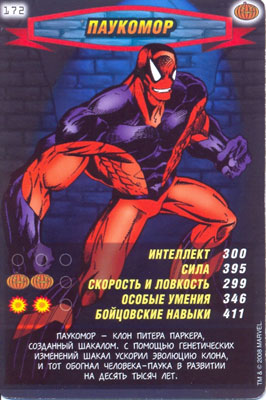 172
ПАУКОМОР
ИНТЕЛЛЕКТ 300
СИЛА 395
СКОРОСТЬ И ЛОВКОСТЬ 299
ОСОБЫЕ УМЕНИЯ 346
БОЙЦОВСКИЕ НАВЫКИ 411
ПАУКОМОР – КЛОН ПИТЕРА ПАРКЕРА,
СОЗДАННЫЙ ШАКАЛОМ. С ПОМОЩЬЮ ГЕНЕТИЧЕСКИХ
ИЗМЕНЕНИЙ ШАКАЛ УСКОРИЛ ЭВОЛЮЦИЮ КЛОНА,
И ТОТ ОБОГНАЛ ЧЕЛОВЕКА-ПАУКА В РАЗВИТИИ
НА ДЕСЯТЬ ТЫСЯЧ ЛЕТ.
TM & © 2008 MARVEL.